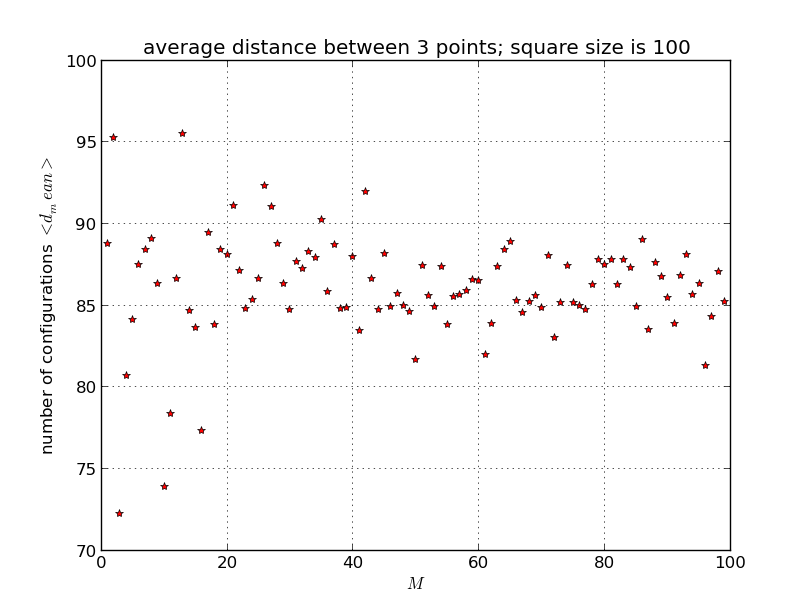 average distance between 3 points; square size is 100
100
95
90
85
80
75
70
number of configurations <d_m ean>
0 20 40 60 80 100
M